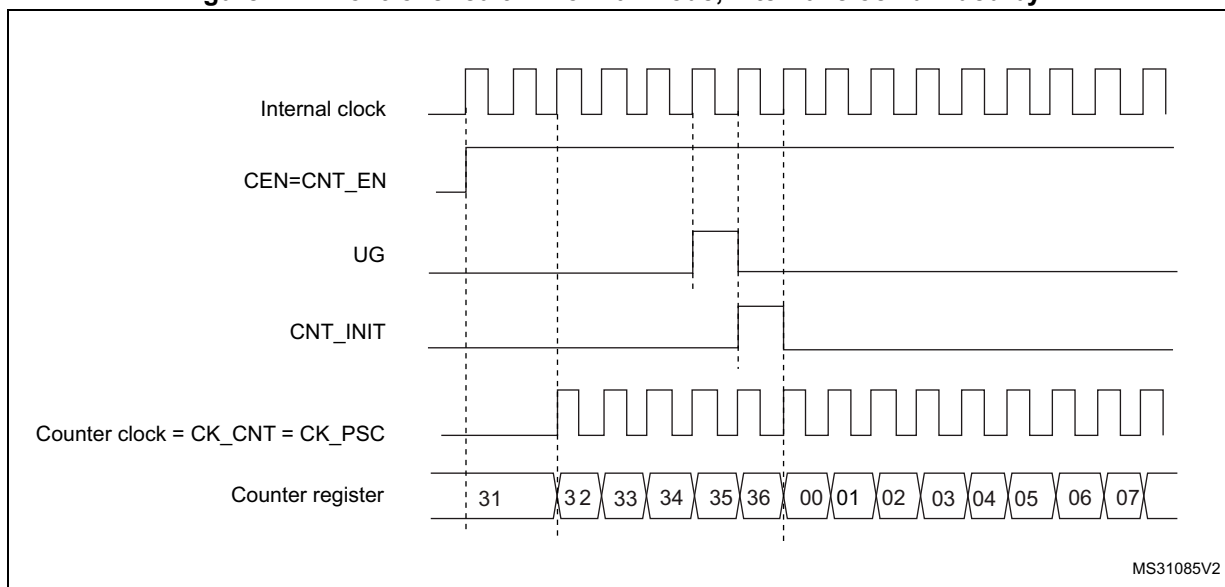 Internal clock
CEN=CNT_EN
UG
CNT_INIT
Counter clock = CK_CNT = CK_PSC
Counter register 31 32 33 34 35 36 00 01 02 03 04 05 06 07
MS31085V2